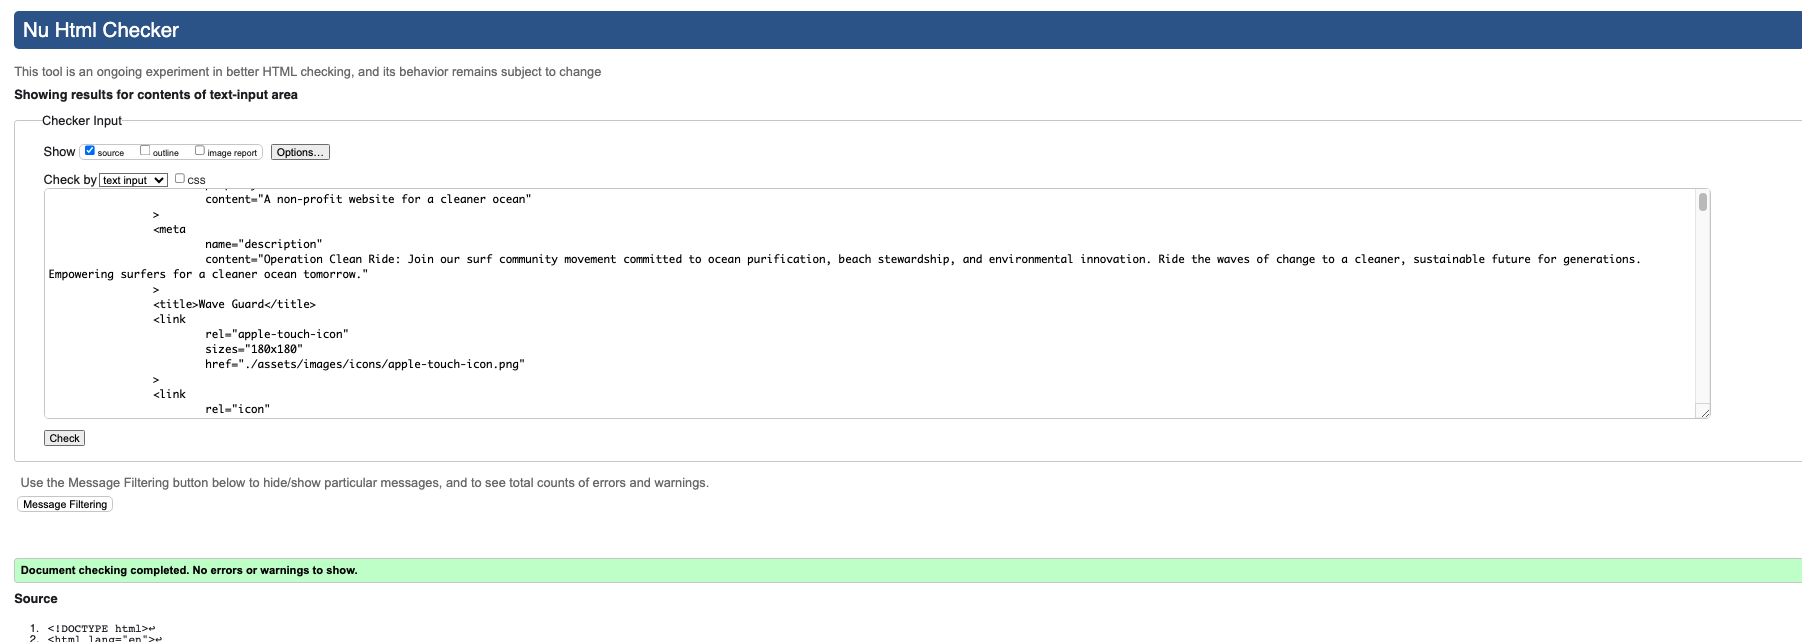 Nu Html Checker
This tool is an ongoing experiment in better HTML checking, and its behavior remains subject to change
Showing results for contents of text-input area
Checker Input
Show source outline image report Options...
Check by text input css
content="A non-profit website for a cleaner ocean"
>
<meta
name="description"
content="Operation Clean Ride: Join our surf community movement committed to ocean purification, beach stewardship, and environmental innovation. Ride the waves of change to a cleaner, sustainable future for generations.
Empowering surfers for a cleaner ocean tomorrow."
>
<title>Wave Guard</title>
<link
rel="apple-touch-icon"
sizes="180x180"
href="./assets/images/icons/apple-touch-icon.png"
>
<link
rel="icon"
Check
Use the Message Filtering button below to hide/show particular messages, and to see total counts of errors and warnings.
Message Filtering
Document checking completed. No errors or warnings to show.
Source
1. <!DOCTYPE html>↩
2. <html lang="en">↩